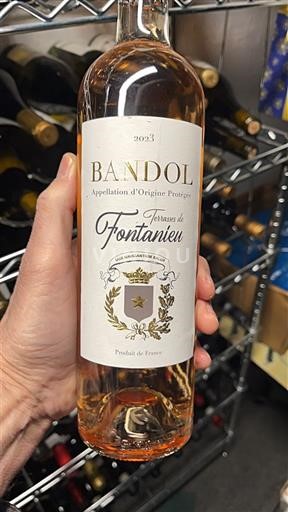 2023
BANDOL
Appellation d'Origine Protégée
Terrasses de
Fontanieu
Produit de France